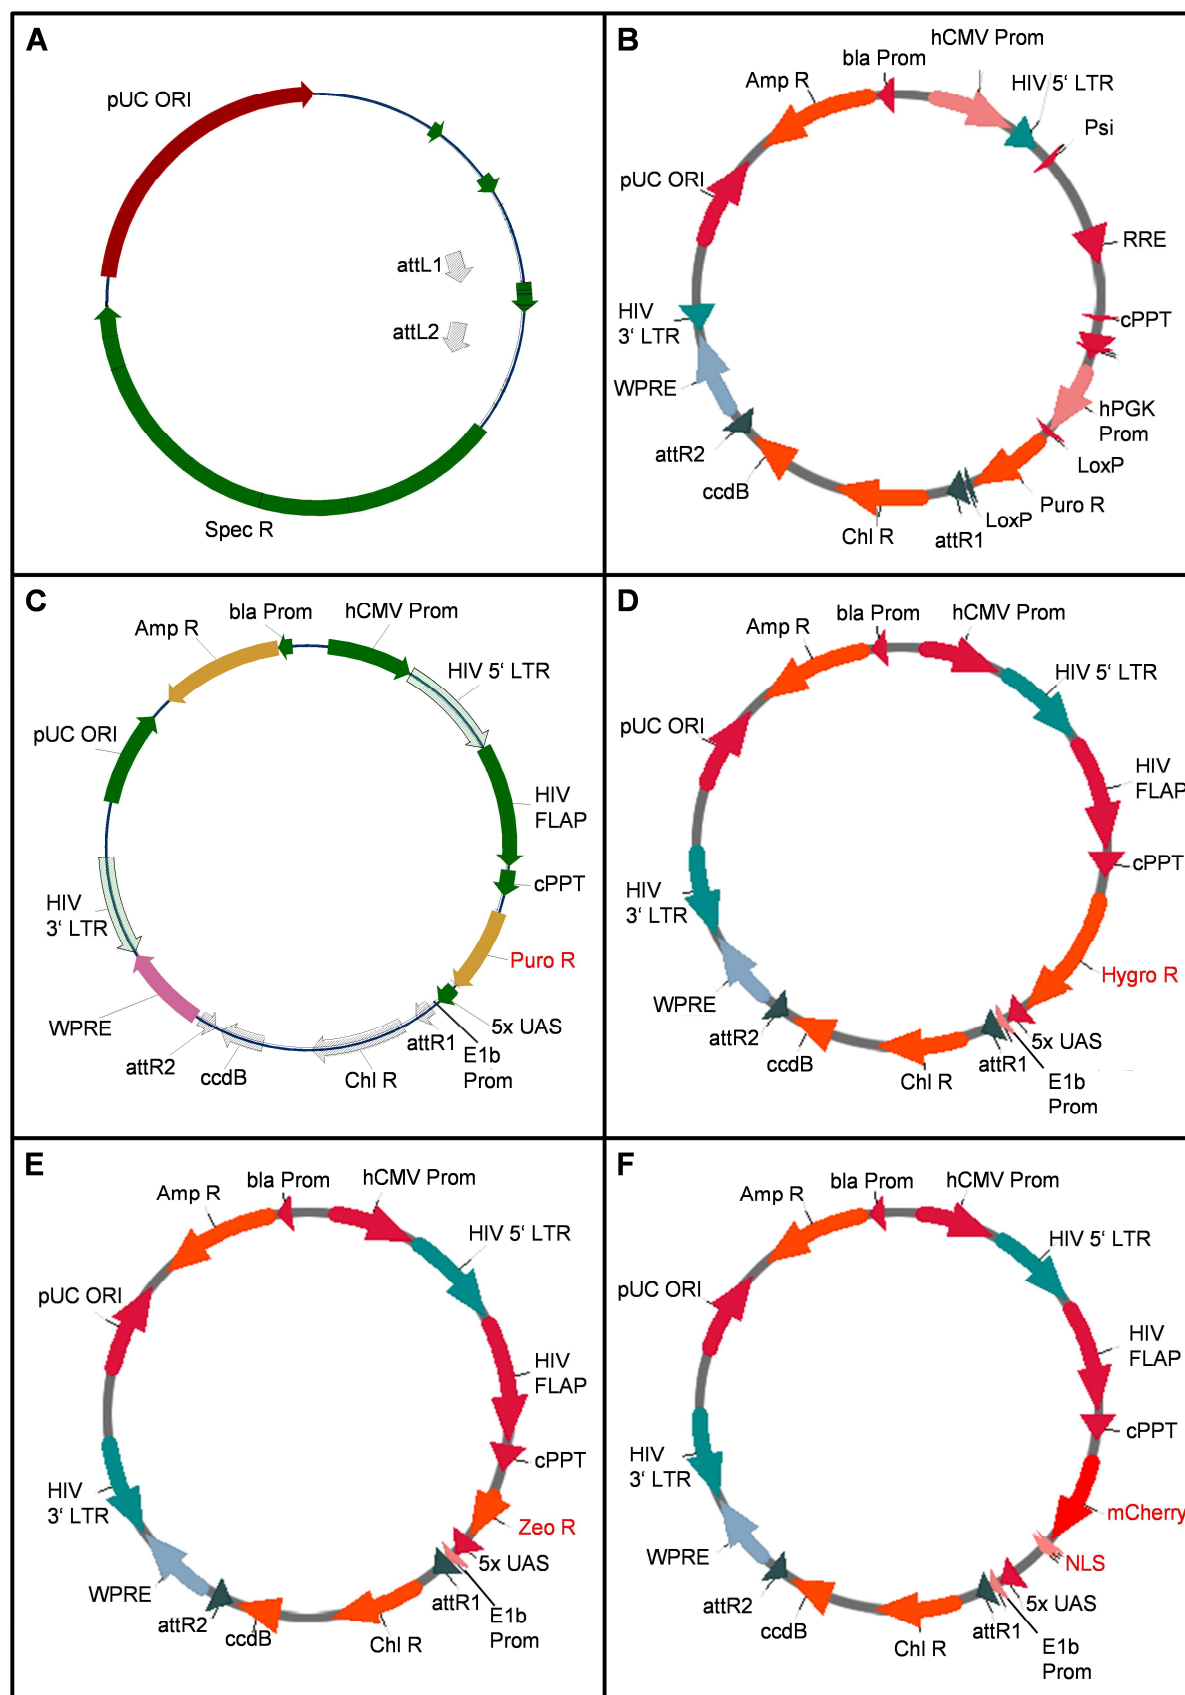 A
pUC ORI
attL1
attL2
Spec R
B
hCMV Prom
bla Prom
Amp R
HIV 5‘ LTR
Psi
pUC ORI
RRE
HIV
3‘ LTR
cPPT
WPRE
hPGK
Prom
attR2
LoxP
ccdB
Puro R
LoxP
Chl R
attR1
C
bla Prom
hCMV Prom
Amp R
HIV 5‘ LTR
pUC ORI
HIV
FLAP
cPPT
HIV
3‘ LTR
Puro R
WPRE
5x UAS
attR1
E1b
Prom
attR2
ccdB
Chl R
D
bla Prom
hCMV Prom
Amp R
HIV 5‘ LTR
pUC ORI
HIV
FLAP
cPPT
HIV
3‘ LTR
Hygro R
WPRE
attR2
5x UAS
ccdB
attR1
Chl R
E1b
Prom
E
bla Prom
hCMV Prom
Amp R
HIV 5‘ LTR
pUC ORI
HIV
FLAP
cPPT
HIV
3‘ LTR
Zeo R
5x UAS
WPRE
attR1
attR2
E1b
Prom
ccdB
Chl R
F
bla Prom
hCMV Prom
Amp R
HIV 5‘ LTR
pUC ORI
HIV
FLAP
cPPT
HIV
3‘ LTR
mCherry
WPRE
NLS
attR2
5x UAS
ccdB
attR1
Chl R
E1b
Prom